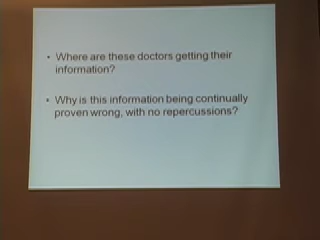 • Where are these doctors getting their
information?
• Why is this information being continually
proven wrong, with no repercussions?